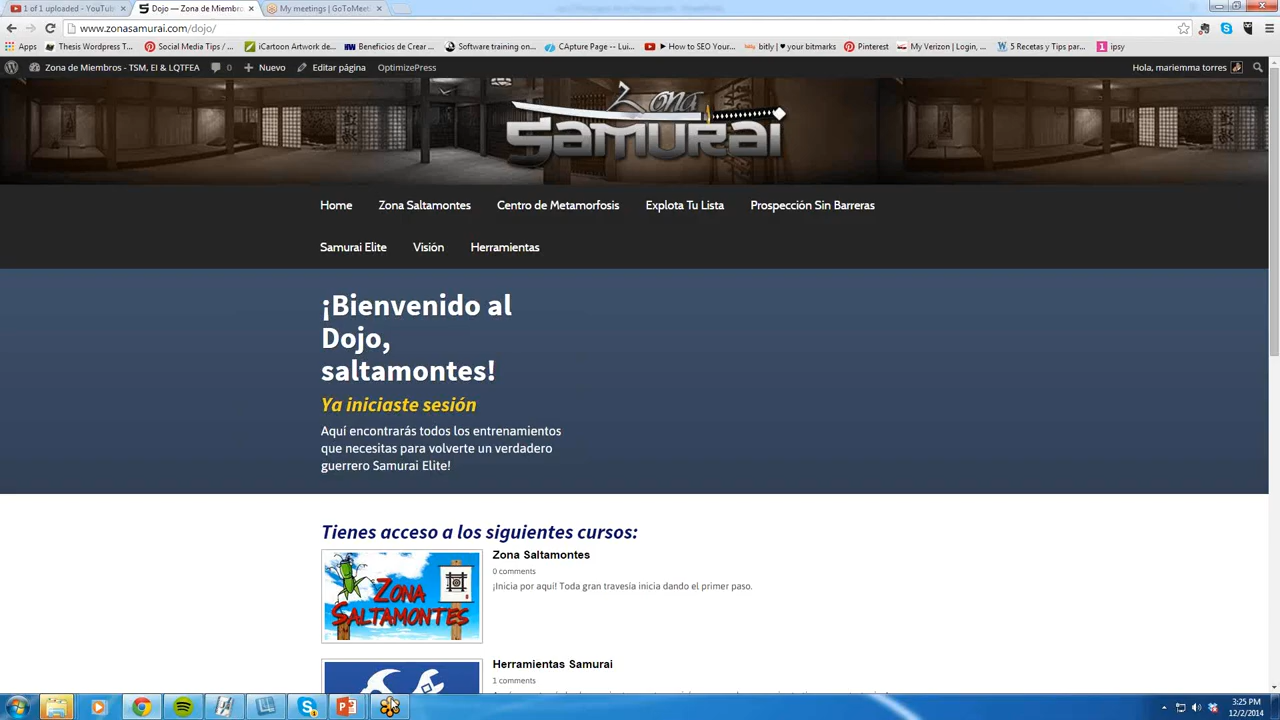 1 of 1 uploaded - YouTub
Dojo — Zona de Miembro
My meetings | GoToMeet
www.zonasamurai.com/dojo/
Apps
Thesis Wordpress T...
Social Media Tips / ...
iCartoon Artwork de...
Beneficios de Crear ...
Software training on...
CApture Page -- Lui...
How to SEO Your...
bitly | ♥ your bitmarks
Pinterest
My Verizon | Login, ...
5 Recetas y Tips par...
ipsy
Zona de Miembros - TSM, EI & LQTFEA
0
Nuevo
Editar página
OptimizePress
Hola, mariemma torres
Zona
Samurai
Home
Zona Saltamontes
Centro de Metamorfosis
Explota Tu Lista
Prospección Sin Barreras
Samurai Elite
Visión
Herramientas
¡Bienvenido al
Dojo,
saltamontes!
Ya iniciaste sesión
Aquí encontrarás todos los entrenamientos
que necesitas para volverte un verdadero
guerrero Samurai Elite!
Tienes acceso a los siguientes cursos:
ZONA
SALTAMONTES
Zona Saltamontes
0 comments
¡Inicia por aquí! Toda gran travesía inicia dando el primer paso.
Herramientas Samurai
1 comments
3:25 PM
12/2/2014